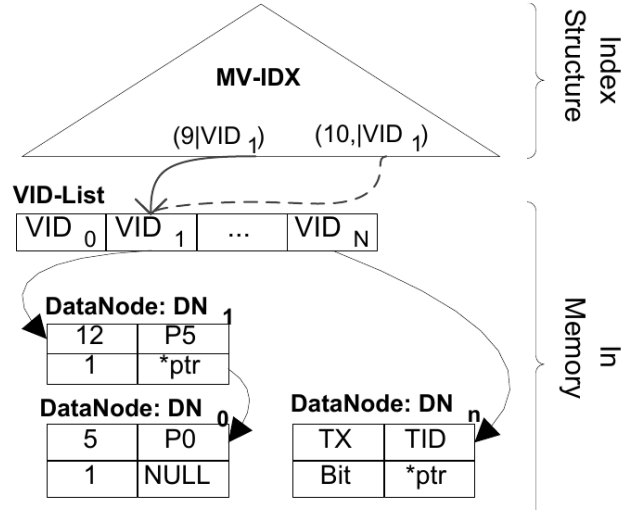 MV-IDX
(9|VID 1)
(10,|VID 1)
Index
Structure
VID-List
VID 0
VID 1
...
VID N
DataNode: DN 1
12
P5
1
*ptr
DataNode: DN 0
5
P0
1
NULL
DataNode: DN n
TX
TID
Bit
*ptr
In
Memory